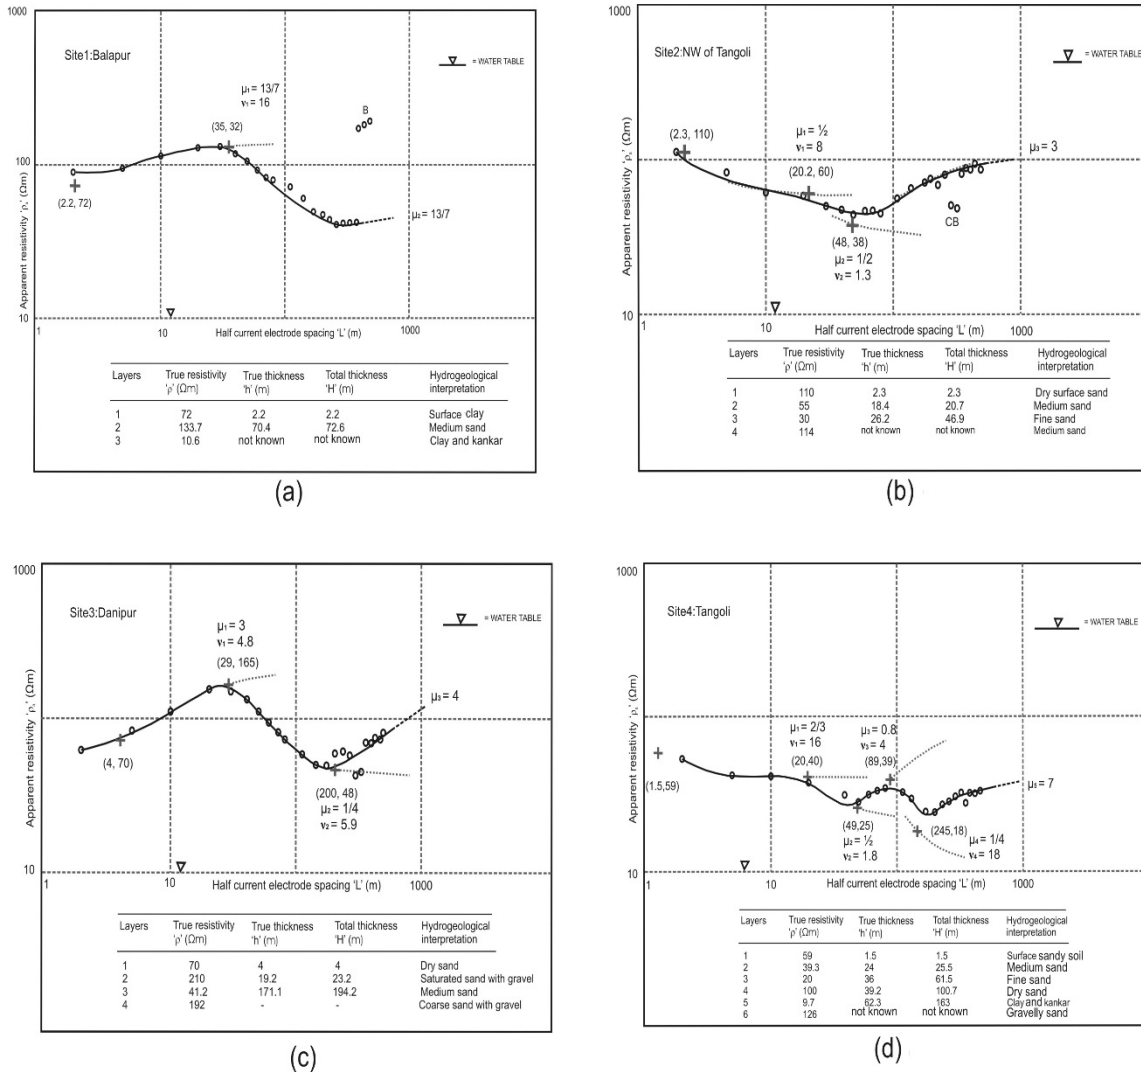 1000
Site1:Balapur
= WATER TABLE
μ₁ = 13/7
ν₁ = 16
(35, 32)
B
100
(2.2, 72)
μ₂ = 13/7
Apparent resistivity 'ρₐ' (Ωm)
10
1 10 1000
Half current electrode spacing 'L' (m)
Layers True resistivity True thickness Total thickness Hydrogeological
'ρ' (Ωm) 'h' (m) 'H' (m) interpretation
1 72 2.2 2.2 Surface clay
2 133.7 70.4 72.6 Medium sand
3 10.6 not known not known Clay and kankar
(a)
1000
Site2:NW of Tangoli
= WATER TABLE
(2.3, 110)
μ₁ = ½
ν₁ = 8
(20.2, 60)
μ₃ = 3
100
CB
(48, 38)
μ₂ = 1/2
ν₂ = 1.3
Apparent resistivity 'ρₐ' (Ωm)
10
1 10 1000
Half current electrode spacing 'L' (m)
Layers True resistivity True thickness Total thickness Hydrogeological
'ρ' (Ωm) 'h' (m) 'H' (m) interpretation
1 110 2.3 2.3 Dry surface sand
2 55 18.4 20.7 Medium sand
3 30 26.2 46.9 Fine sand
4 114 not known not known Medium sand
(b)
1000
Site3:Danipur
= WATER TABLE
μ₁ = 3
ν₁ = 4.8
(29, 165)
μ₃ = 4
(4, 70)
(200, 48)
μ₂ = 1/4
ν₂ = 5.9
Apparent resistivity 'ρₐ' (Ωm)
10
1 10 1000
Half current electrode spacing 'L' (m)
Layers True resistivity True thickness Total thickness Hydrogeological
'ρ' (Ωm) 'h' (m) 'H' (m) interpretation
1 70 4 4 Dry sand
2 210 19.2 23.2 Saturated sand with gravel
3 41.2 171.1 194.2 Medium sand
4 192 - - Coarse sand with gravel
(c)
1000
Site4:Tangoli
= WATER TABLE
μ₁ = 2/3
ν₁ = 16
(20,40)
μ₃ = 0.8
ν₃ = 4
(89,39)
(1.5,59)
μ₅ = 7
(49,25)
μ₂ = ½
ν₂ = 1.8
(245,18)
μ₄ = 1/4
ν₄ = 18
Apparent resistivity 'ρₐ' (Ωm)
10
1 10 1000
Half current electrode spacing 'L' (m)
Layers True resistivity True thickness Total thickness Hydrogeological
'ρ' (Ωm) 'h' (m) 'H' (m) interpretation
1 59 1.5 1.5 Surface sandy soil
2 39.3 24 25.5 Medium sand
3 20 36 61.5 Fine sand
4 100 39.2 100.7 Dry sand
5 9.7 62.3 163 Clay and kankar
6 126 not known not known Gravelly sand
(d)